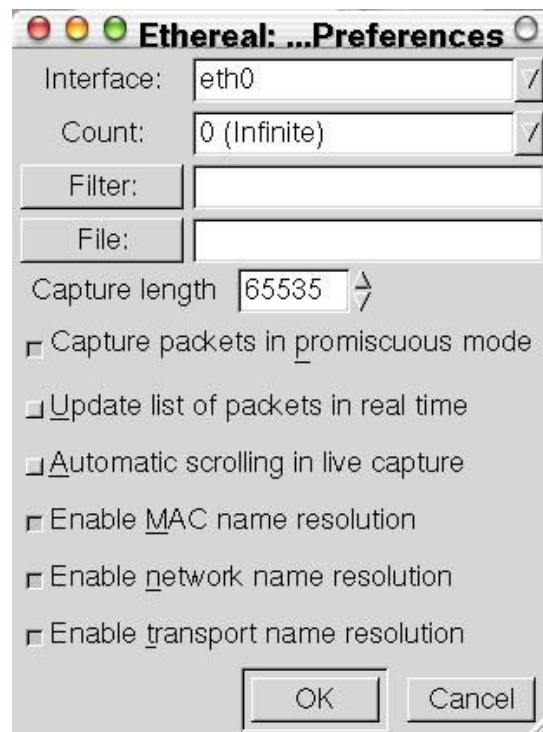 Ethereal: ...Preferences
Interface: eth0
Count: 0 (Infinite)
Filter:
File:
Capture length 65535
Capture packets in promiscuous mode
Update list of packets in real time
Automatic scrolling in live capture
Enable MAC name resolution
Enable network name resolution
Enable transport name resolution
OK Cancel